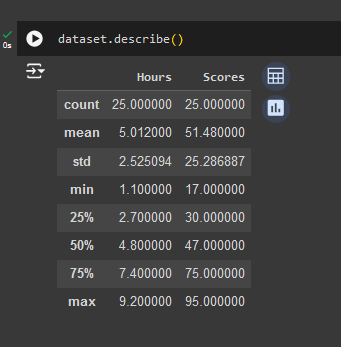 dataset.describe()
0s
Hours Scores
count 25.000000 25.000000
mean 5.012000 51.480000
std 2.525094 25.286887
min 1.100000 17.000000
25% 2.700000 30.000000
50% 4.800000 47.000000
75% 7.400000 75.000000
max 9.200000 95.000000